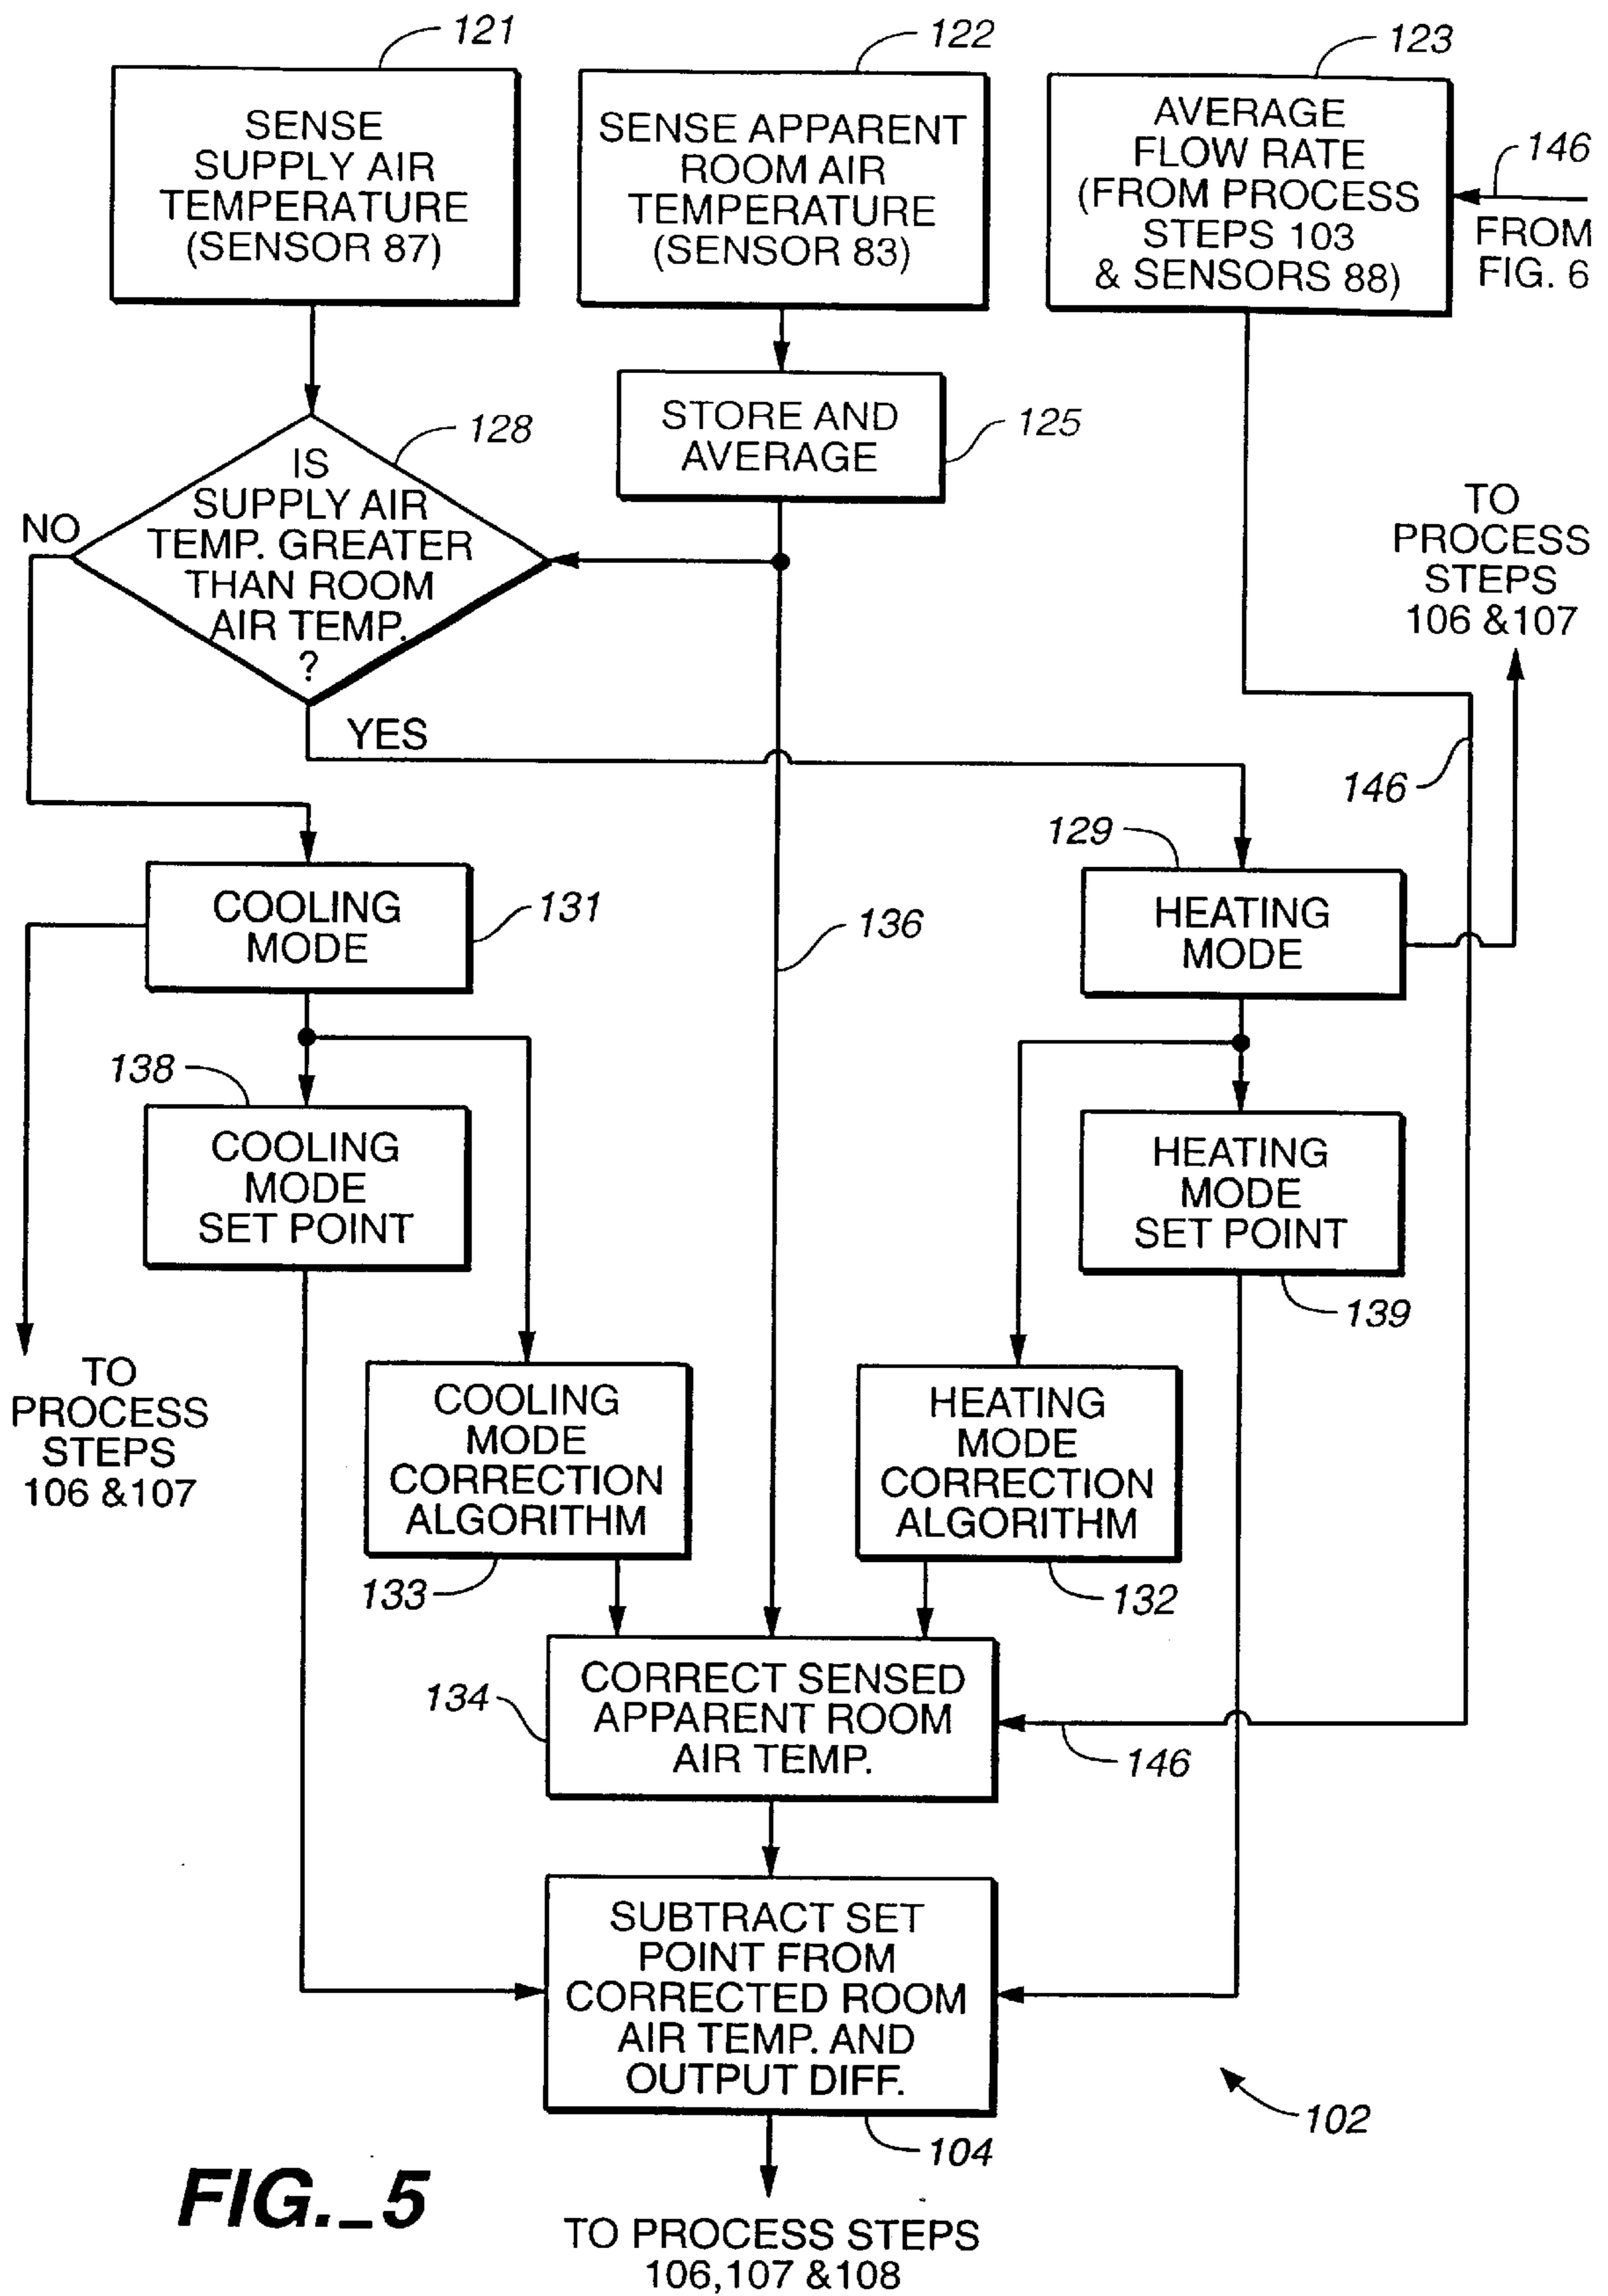 121
122
123
SENSE
SUPPLY AIR
TEMPERATURE
(SENSOR 87)
SENSE APPARENT
ROOM AIR
TEMPERATURE
(SENSOR 83)
AVERAGE
FLOW RATE
(FROM PROCESS
STEPS 103
& SENSORS 88)
146
FROM
FIG. 6
STORE AND
AVERAGE
125
128
IS
SUPPLY AIR
TEMP. GREATER
THAN ROOM
AIR TEMP.
?
NO
YES
TO
PROCESS
STEPS
106 &107
146
129
COOLING
MODE
131
136
HEATING
MODE
138
COOLING
MODE
SET POINT
HEATING
MODE
SET POINT
139
TO
PROCESS
STEPS
106 &107
COOLING
MODE
CORRECTION
ALGORITHM
133
HEATING
MODE
CORRECTION
ALGORITHM
132
134
CORRECT SENSED
APPARENT ROOM
AIR TEMP.
146
SUBTRACT SET
POINT FROM
CORRECTED ROOM
AIR TEMP. AND
OUTPUT DIFF.
104
102
FIG._5
TO PROCESS STEPS
106,107 &108